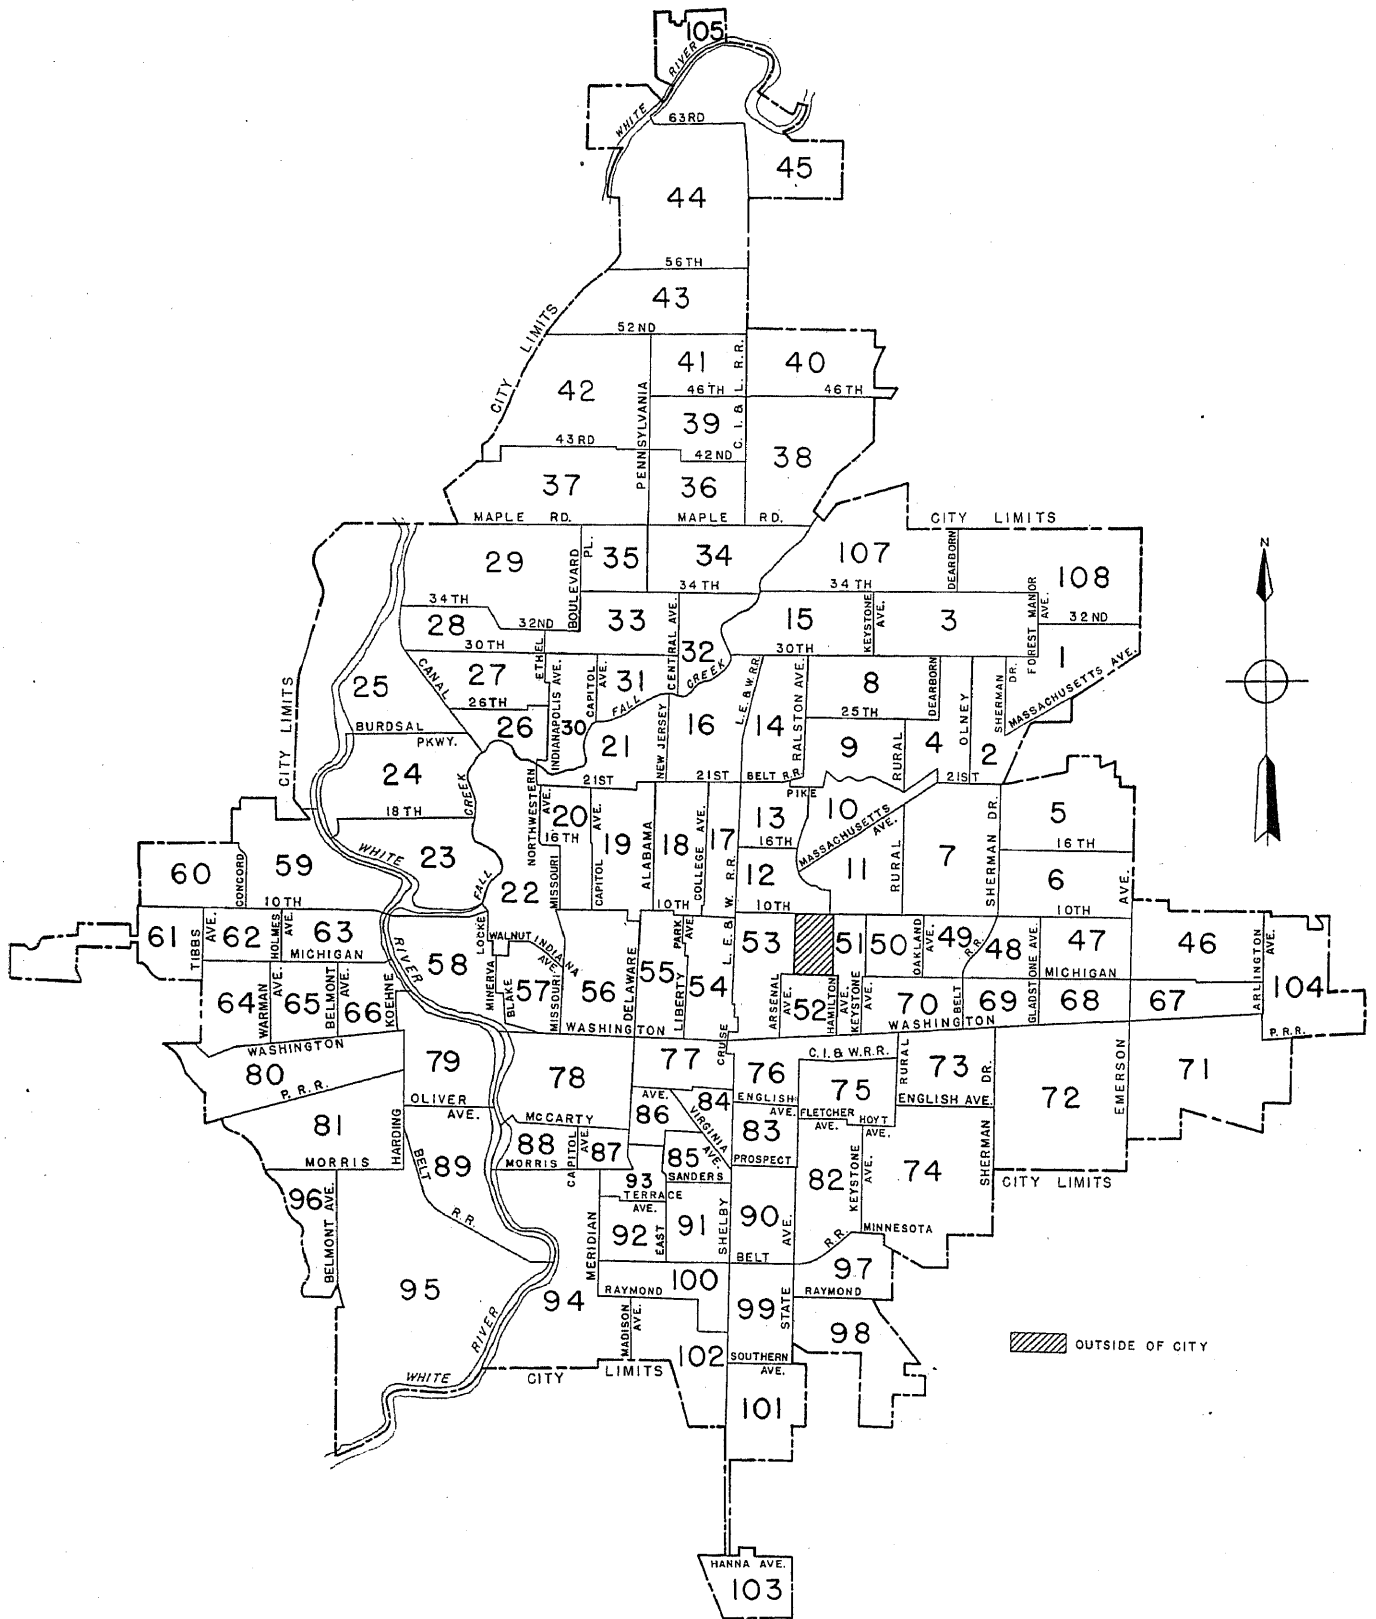 105
WHITE RIVER
63RD
45
44
56TH
43
CITY LIMITS
52ND
41
C. I. & L. R. R.
40
42
46TH
46TH
PENNSYLVANIA
39
43RD
42ND
38
37
36
MAPLE RD.
MAPLE RD.
CITY LIMITS
N
29
BOULEVARD PL.
35
34
107
DEARBORN
108
34TH
34TH
34TH
FOREST MANOR AVE.
28
32ND
33
CENTRAL AVE.
15
KEYSTONE AVE.
3
32ND
30TH
ETHEL
32
30TH
1
CANAL
27
INDIANAPOLIS AVE.
CAPITOL AVE.
31
FALL CREEK
L. E. & W. R.R.
RALSTON AVE.
8
DEARBORN
OLNEY
SHERMAN DR.
MASSACHUSETTS AVE.
25
26TH
25TH
CITY LIMITS
BURDSAL PKWY.
26
30
21
NEW JERSEY
16
14
9
RURAL
4
2
24
21ST
21ST
BELT R.R.
21ST
18TH
CREEK
NORTHWESTERN AVE.
20
PIKE
10
5
16TH
CAPITOL AVE.
19
ALABAMA
18
COLLEGE AVE.
17
13
16TH
MASSACHUSETTS AVE.
SHERMAN DR.
16TH
WHITE
23
FALL
22
MISSOURI
12
11
RURAL
7
6
AVE.
60
CONCORD
59
10TH
10TH
10TH
10TH
61
TIBBS AVE.
62
HOLMES AVE.
63
MICHIGAN
RIVER
58
LOCKE
WALNUT
INDIANA AVE.
DELAWARE
55
PARK AVE.
LIBERTY
54
L. E. & W. R.R.
53
51
50
OAKLAND AVE.
49
R.R.
48
GLADSTONE AVE.
47
MICHIGAN
46
ARLINGTON AVE.
104
64
WARMAN AVE.
65
BELMONT AVE.
66
KOEHNE
MINERVA
BLAKE
57
MISSOURI
56
ARSENAL AVE.
52
HAMILTON AVE.
KEYSTONE AVE.
70
BELT
69
68
67
ARLINGTON
WASHINGTON
WASHINGTON
WASHINGTON
CRUISE
P. R. R.
80
P. R. R.
79
78
77
76
C. I. & W. R. R.
75
RURAL
73
SHERMAN DR.
72
EMERSON
71
OLIVER AVE.
McCARTY
AVE.
86
84
VIRGINIA AVE.
ENGLISH AVE.
FLETCHER AVE.
HOYT AVE.
ENGLISH AVE.
81
HARDING
88
CAPITOL AVE.
87
85
83
MORRIS
BELT R.R.
89
MORRIS
93
SANDERS
PROSPECT
82
KEYSTONE AVE.
74
SHERMAN
CITY LIMITS
96
BELMONT AVE.
TERRACE AVE.
92
EAST
91
SHELBY
90
AVE.
MINNESOTA
MERIDIAN
BELT
R.R.
95
94
RAYMOND
100
99
STATE
97
RAYMOND
98
RIVER
MADISON AVE.
102
SOUTHERN AVE.
OUTSIDE OF CITY
WHITE
CITY LIMITS
101
HANNA AVE.
103